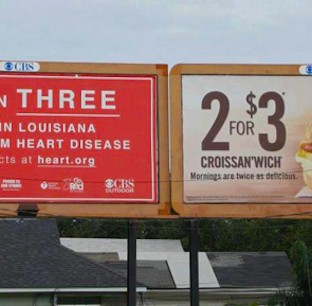 CBS
N THREE
IN LOUISIANA
M HEART DISEASE
cts at heart.org
CBS
OUTDOOR
CBS
2 FOR $3
CROISSAN'WICH®
Mornings are twice as delicious.